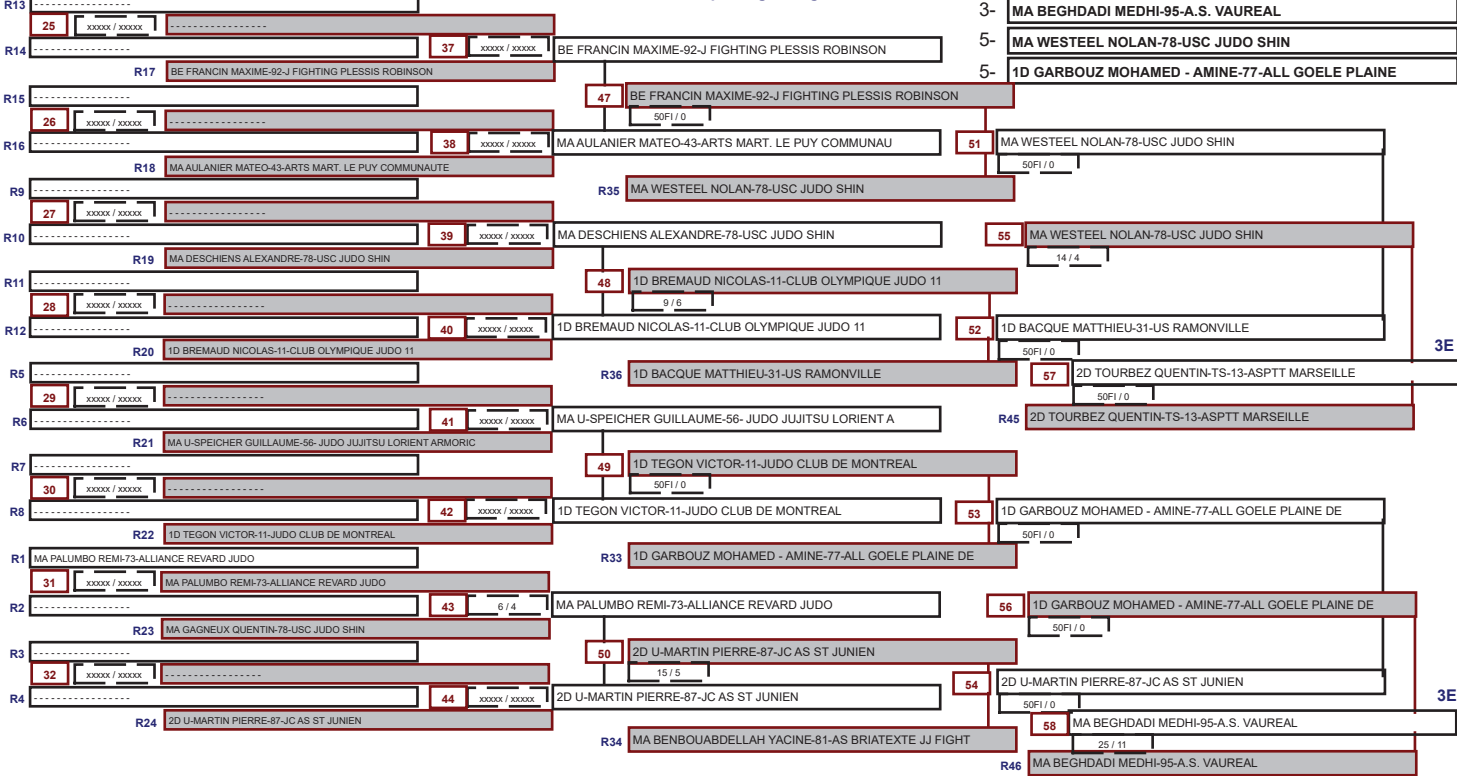 R13 ----------------
3- MA BEGHDADI MEDHI-95-A.S. VAUREAL
25 xxxxx / xxxxx ----------------
R14 ---------------- 37 xxxxx / xxxxx BE FRANCIN MAXIME-92-J FIGHTING PLESSIS ROBINSON
5- MA WESTEEL NOLAN-78-USC JUDO SHIN
R17 BE FRANCIN MAXIME-92-J FIGHTING PLESSIS ROBINSON
5- 1D GARBOUZ MOHAMED - AMINE-77-ALL GOELE PLAINE
R15 ---------------- 47 BE FRANCIN MAXIME-92-J FIGHTING PLESSIS ROBINSON
26 xxxxx / xxxxx ---------------- 50FI / 0
R16 ---------------- 38 xxxxx / xxxxx MA AULANIER MATEO-43-ARTS MART. LE PUY COMMUNAU 51 MA WESTEEL NOLAN-78-USC JUDO SHIN
R18 MA AULANIER MATEO-43-ARTS MART. LE PUY COMMUNAUTE 50FI / 0
R9 ---------------- R35 MA WESTEEL NOLAN-78-USC JUDO SHIN
27 xxxxx / xxxxx ----------------
R10 ---------------- 39 xxxxx / xxxxx MA DESCHIENS ALEXANDRE-78-USC JUDO SHIN 55 MA WESTEEL NOLAN-78-USC JUDO SHIN
R19 MA DESCHIENS ALEXANDRE-78-USC JUDO SHIN 14 / 4
R11 ---------------- 48 1D BREMAUD NICOLAS-11-CLUB OLYMPIQUE JUDO 11
28 xxxxx / xxxxx ---------------- 9 / 6
R12 ---------------- 40 xxxxx / xxxxx 1D BREMAUD NICOLAS-11-CLUB OLYMPIQUE JUDO 11 52 1D BACQUE MATTHIEU-31-US RAMONVILLE
R20 1D BREMAUD NICOLAS-11-CLUB OLYMPIQUE JUDO 11 50FI / 0 3E
R5 ---------------- R36 1D BACQUE MATTHIEU-31-US RAMONVILLE 57 2D TOURBEZ QUENTIN-TS-13-ASPTT MARSEILLE
29 xxxxx / xxxxx ---------------- 50FI / 0
R6 ---------------- 41 xxxxx / xxxxx MA U-SPEICHER GUILLAUME-56- JUDO JUJITSU LORIENT A R45 2D TOURBEZ QUENTIN-TS-13-ASPTT MARSEILLE
R21 MA U-SPEICHER GUILLAUME-56- JUDO JUJITSU LORIENT ARMORIC
R7 ---------------- 49 1D TEGON VICTOR-11-JUDO CLUB DE MONTREAL
30 xxxxx / xxxxx ---------------- 50FI / 0
R8 ---------------- 42 xxxxx / xxxxx 1D TEGON VICTOR-11-JUDO CLUB DE MONTREAL 53 1D GARBOUZ MOHAMED - AMINE-77-ALL GOELE PLAINE DE
R22 1D TEGON VICTOR-11-JUDO CLUB DE MONTREAL 50FI / 0
R1 MA PALUMBO REMI-73-ALLIANCE REVARD JUDO R33 1D GARBOUZ MOHAMED - AMINE-77-ALL GOELE PLAINE DE
31 xxxxx / xxxxx MA PALUMBO REMI-73-ALLIANCE REVARD JUDO
R2 ---------------- 43 6 / 4 MA PALUMBO REMI-73-ALLIANCE REVARD JUDO 56 1D GARBOUZ MOHAMED - AMINE-77-ALL GOELE PLAINE DE
R23 MA GAGNEUX QUENTIN-78-USC JUDO SHIN 50FI / 0
R3 ---------------- 50 2D U-MARTIN PIERRE-87-JC AS ST JUNIEN
32 xxxxx / xxxxx ---------------- 15 / 5 54 2D U-MARTIN PIERRE-87-JC AS ST JUNIEN
R4 ---------------- 44 xxxxx / xxxxx 2D U-MARTIN PIERRE-87-JC AS ST JUNIEN 50FI / 0 3E
R24 2D U-MARTIN PIERRE-87-JC AS ST JUNIEN 58 MA BEGHDADI MEDHI-95-A.S. VAUREAL
R34 MA BENBOUABDELLAH YACINE-81-AS BRIATEXTE JJ FIGHT 25 / 11
R46 MA BEGHDADI MEDHI-95-A.S. VAUREAL